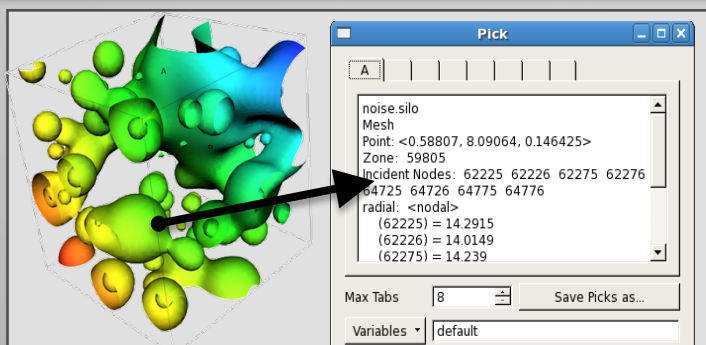 Pick
A
A
noise.silo
Mesh
Point: <0.58807, 8.09064, 0.146425>
Zone: 59805
Incident Nodes: 62225 62226 62275 62276
64725 64726 64775 64776
radial: <nodal>
(62225) = 14.2915
(62226) = 14.0149
(62275) = 14.239
Max Tabs
8
Save Picks as...
Variables
default